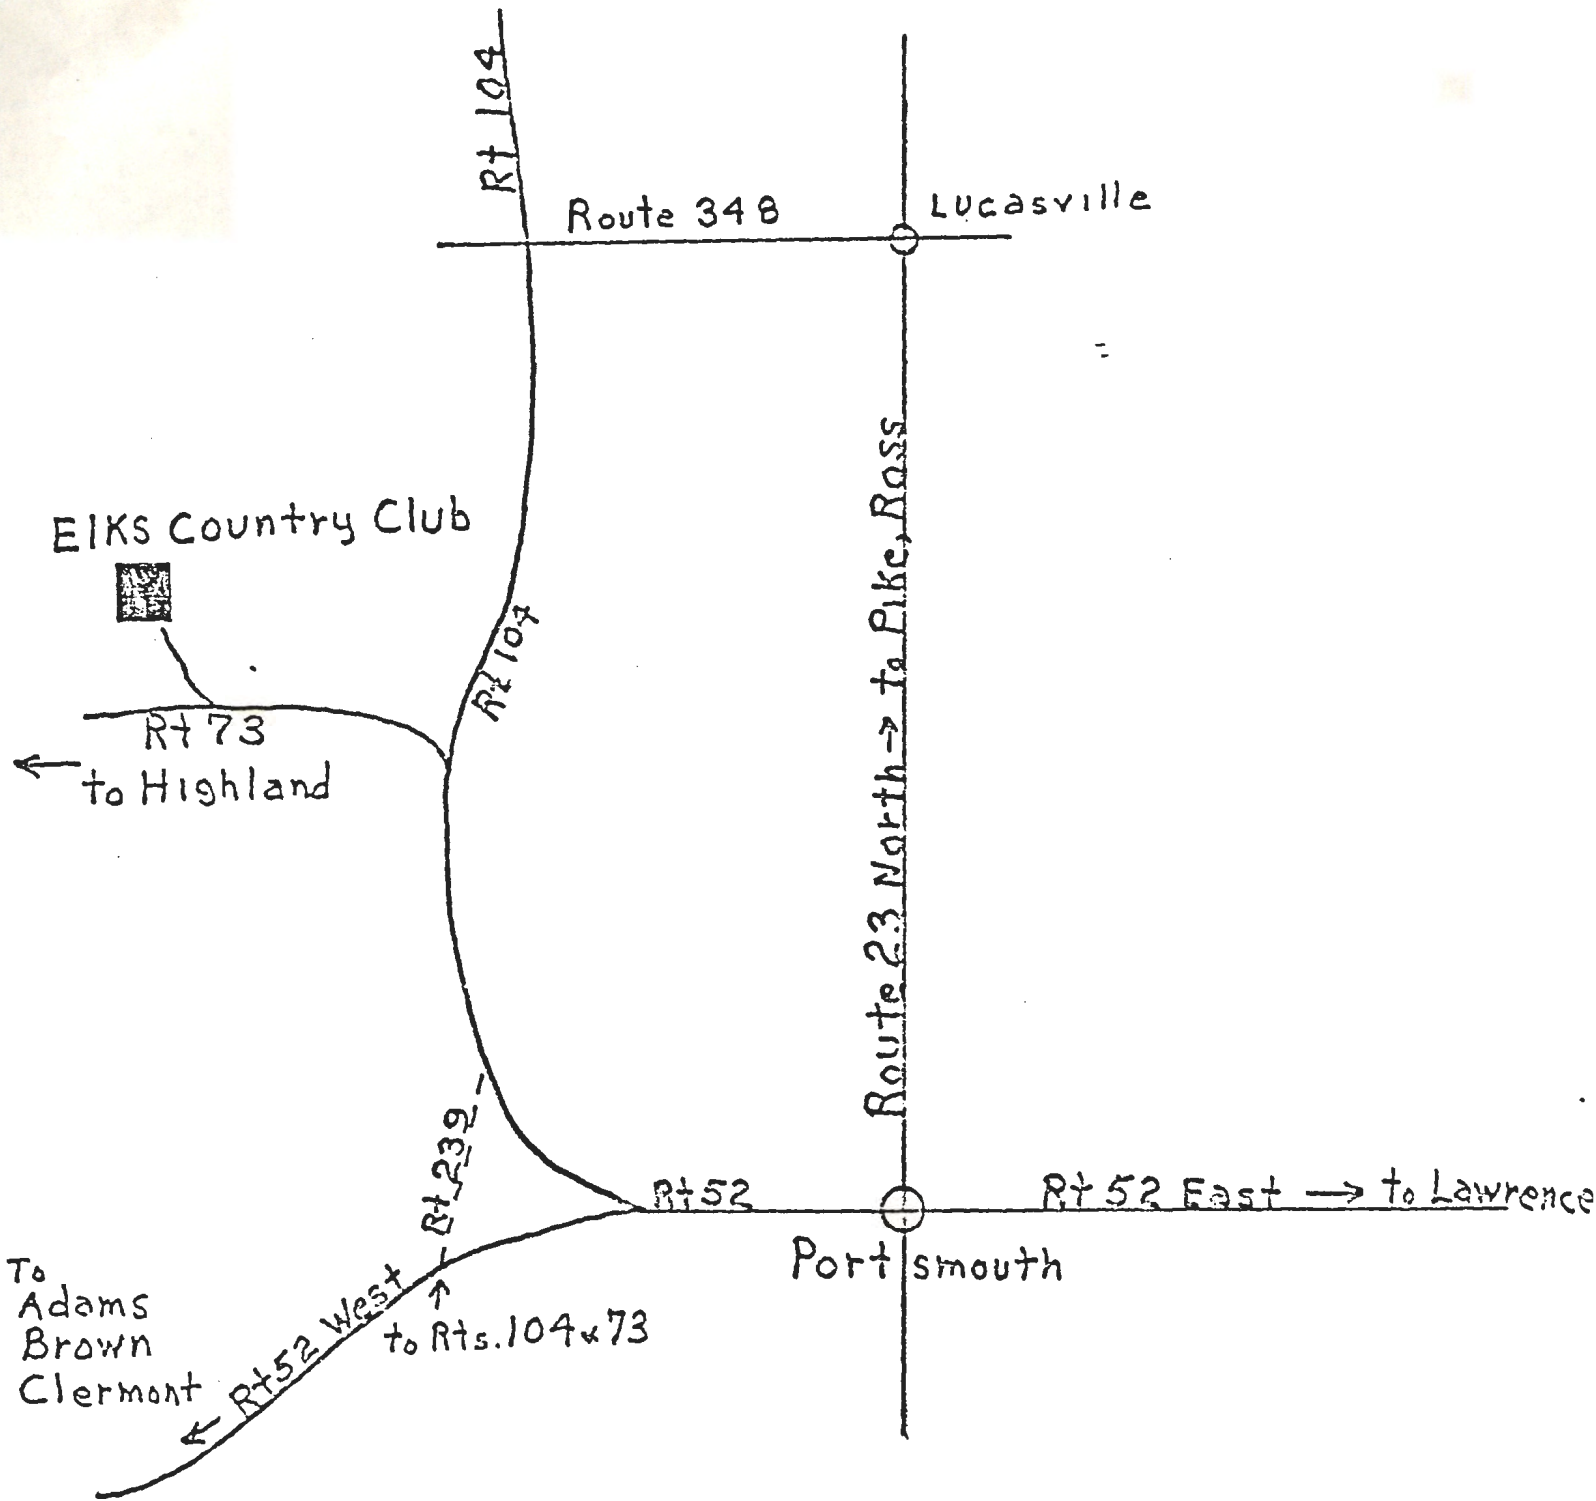 Rt 104
Route 348
Lucasville
Elks Country Club
Rt 104
Route 23 North → to Pike, Ross
Rt 73
← to Highland
Rt 239
Rt 52
Rt 52 East → to Lawrence
Portsmouth
To
Adams
Brown
Clermont
← Rt 52 West
↑
to Rts. 104 & 73